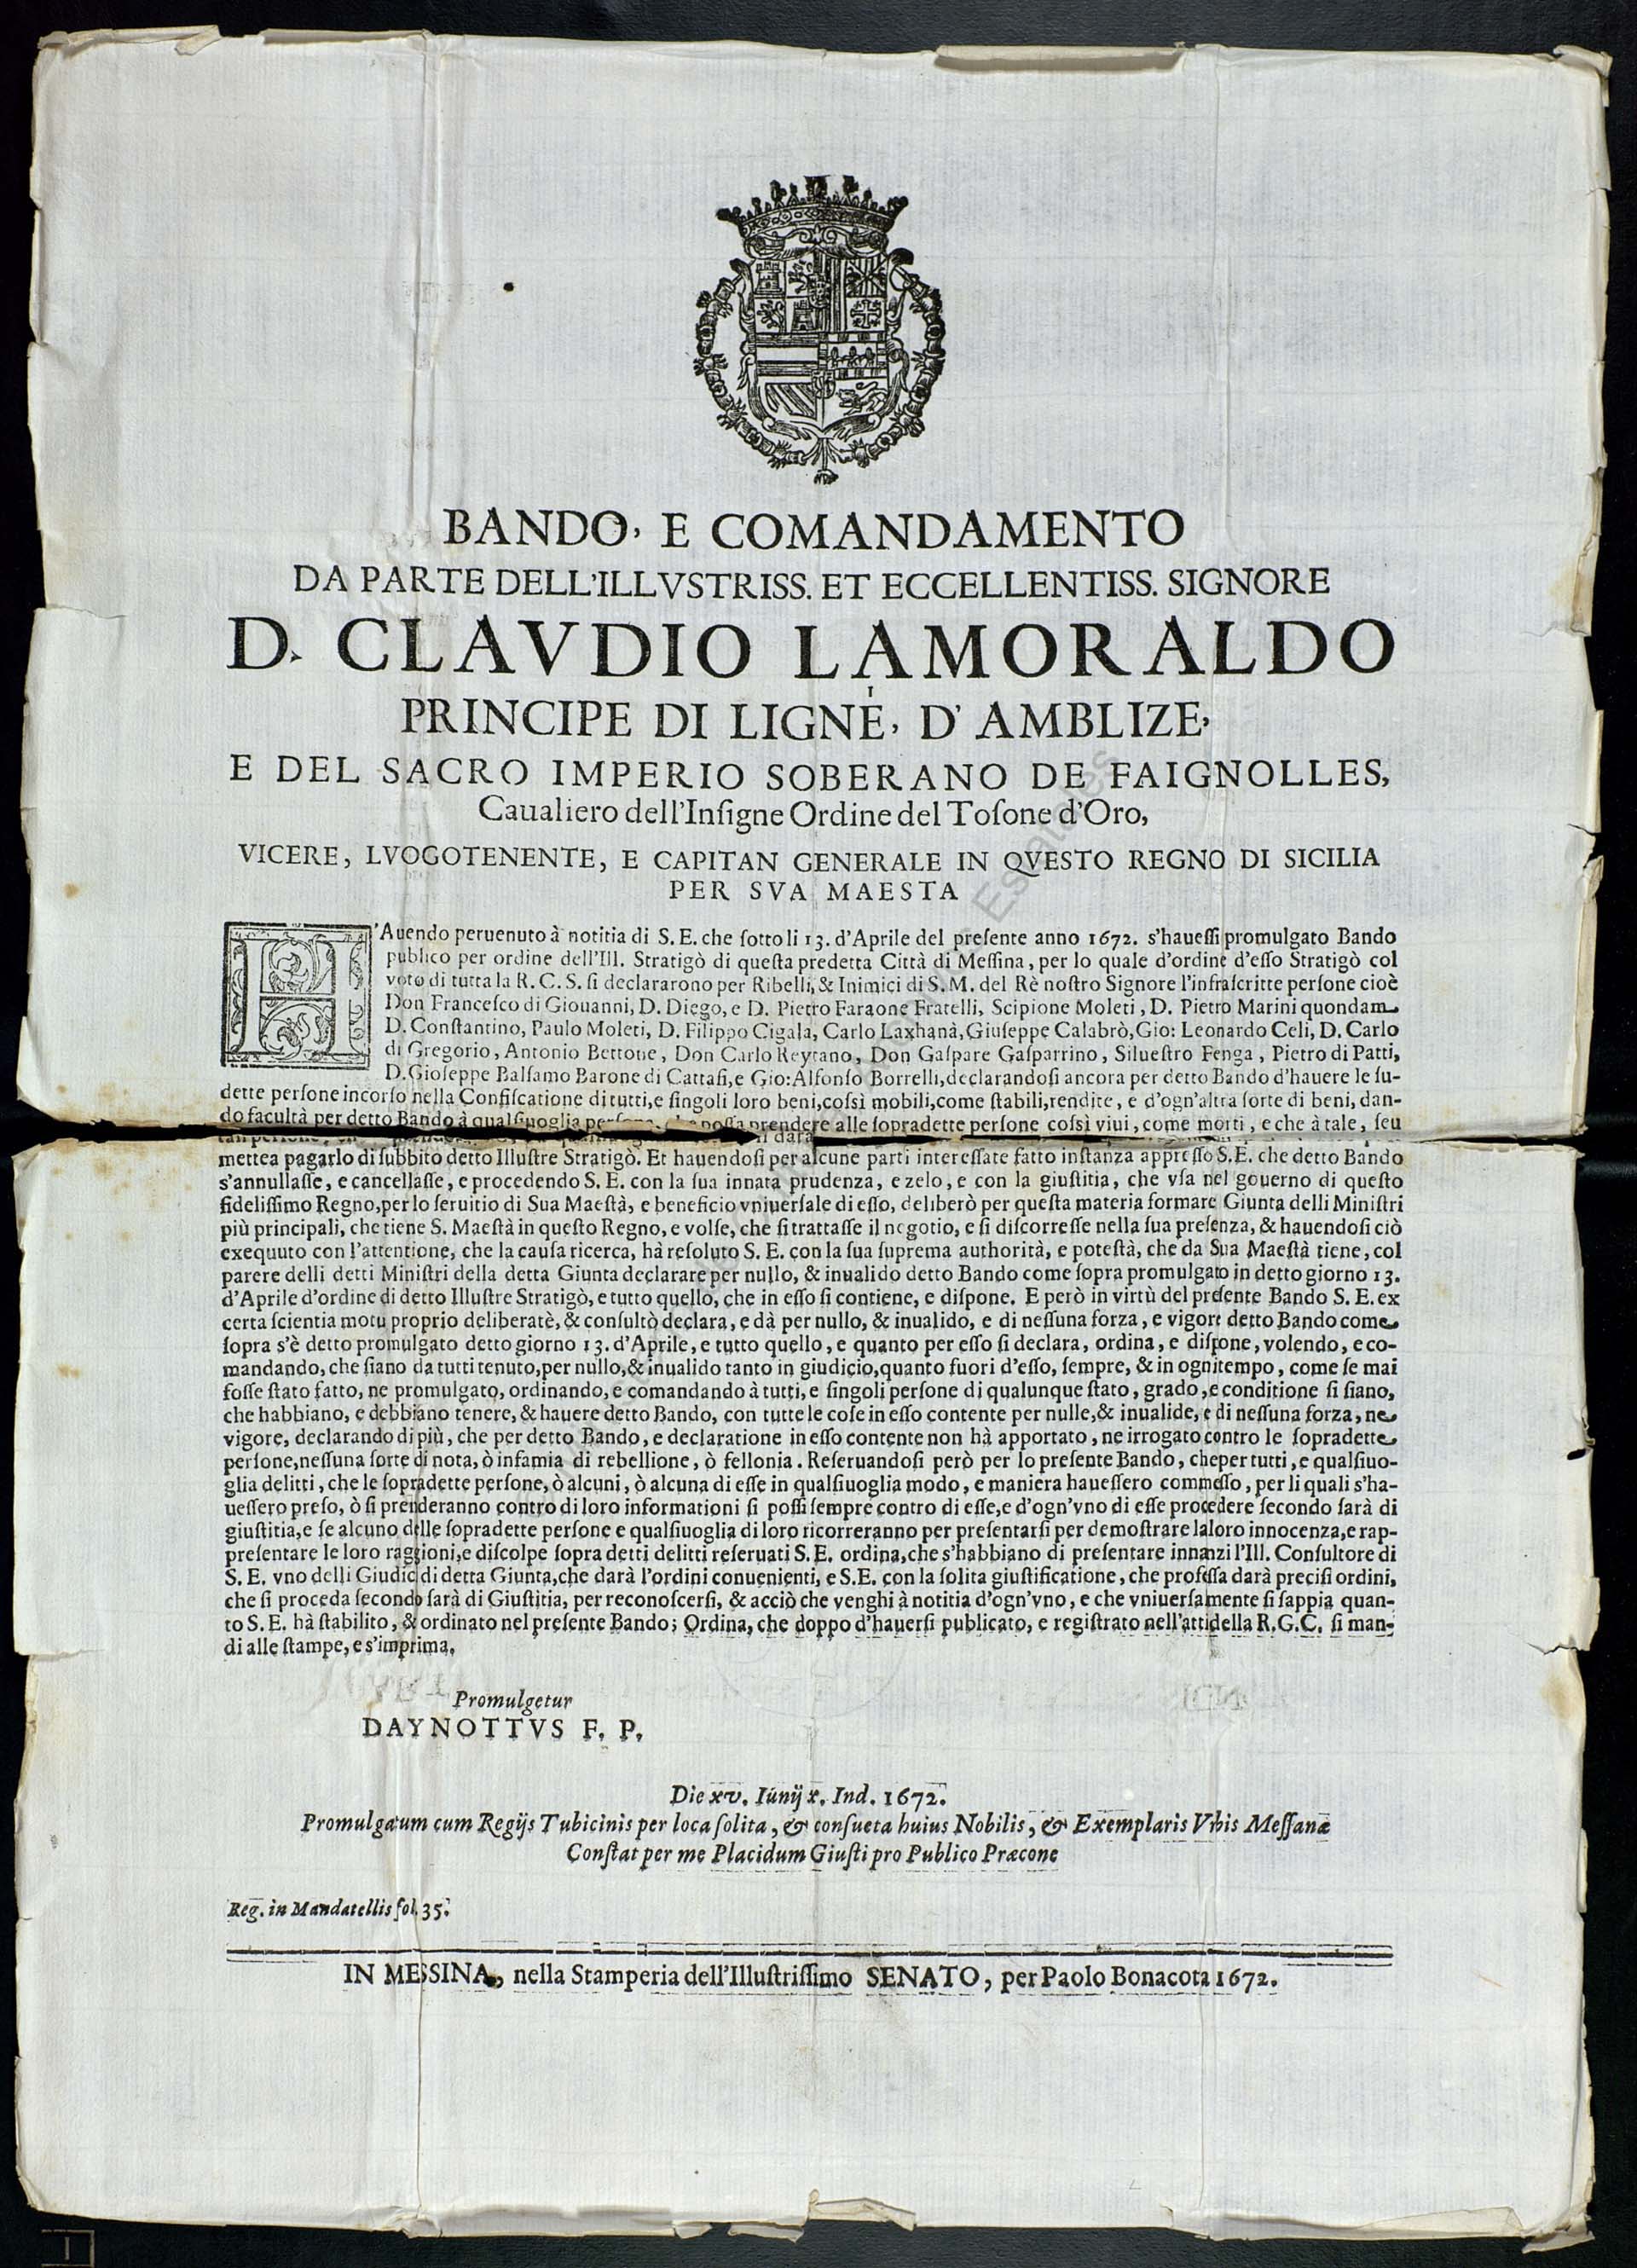 BANDO, E COMANDAMENTO
DA PARTE DELL'ILLVSTRISS. ET ECCELLENTISS. SIGNORE
D. CLAVDIO LAMORALDO
PRINCIPE DI LIGNÈ, D'AMBLIZE,
E DEL SACRO IMPERIO SOBERANO DE FAIGNOLLES,
Caualiero dell'Inſigne Ordine del Toſone d'Oro,
VICERE, LVOGOTENENTE, E CAPITAN GENERALE IN QVESTO REGNO DI SICILIA
PER SVA MAESTA
H'Auendo peruenuto à notitia di S. E. che ſotto li 13. d'Aprile del preſente anno 1672. s'haueſſi promulgato Bando
publico per ordine dell'Ill. Stratigò di queſta predetta Città di Meſſina, per lo quale d'ordine d'eſſo Stratigò col
voto di tutta la R. C. S. ſi declararono per Ribelli, & Inimici di S. M. del Rè noſtro Signore l'infraſcritte perſone cioè
Don Franceſco di Giouanni, D. Diego, e D. Pietro Faraone Fratelli, Scipione Moleti, D. Pietro Marini quondam
D. Conſtantino, Paulo Moleti, D. Filippo Cigala, Carlo Laxhanà, Giuſeppe Calabrò, Gio: Leonardo Celi, D. Carlo
di Gregorio, Antonio Bettone, Don Carlo Reytano, Don Gaſpare Gaſparrino, Silueſtro Fenga, Pietro di Patti,
D. Gioſeppe Balſamo Barone di Cattaſi, e Gio: Alfonſo Borrelli, declarandoſi ancora per detto Bando d'hauere le ſu-
dette perſone incorſo nella Confiſcatione di tutti, e ſingoli loro beni, coſsì mobili, come ſtabili, rendite, e d'ogn'altra ſorte di beni, dan-
do facultà per detto Bando à qualſiuoglia poſſa prendere alle ſopradette perſone coſsì viui, come morti, e che à tale, ſeu
darà
mettea pagarlo di ſubbito detto Illuſtre Stratigò. Et hauendoſi per alcune parti intereſſate fatto inſtanza appreſſo S.E. che detto Bando
s'annullaſſe, e cancellaſſe, e procedendo S. E. con la ſua innata prudenza, e zelo, e con la giuſtitia, che vſa nel gouerno di queſto
fideliſſimo Regno, per lo ſeruitio di Sua Maeſtà, e beneficio vniuerſale di eſſo, deliberò per queſta materia formare Giunta delli Miniſtri
più principali, che tiene S. Maeſtà in queſto Regno, e volſe, che ſi trattaſſe il negotio, e ſi diſcorreſſe nella ſua preſenza, & hauendoſi ciò
exequuto con l'attentione, che la cauſa ricerca, hà reſoluto S. E. con la ſua ſuprema authorità, e poteſtà, che da Sua Maeſtà tiene, col
parere delli detti Miniſtri della detta Giunta declarare per nullo, & inualido detto Bando come ſopra promulgato in detto giorno 13.
d'Aprile d'ordine di detto Illuſtre Stratigò, e tutto quello, che in eſſo ſi contiene, e diſpone. E però in virtù del preſente Bando S. E. ex
certa ſcientia motu proprio deliberatè, & conſultò declara, e dà per nullo, & inualido, e di neſſuna forza, e vigore detto Bando come
ſopra s'è detto promulgato detto giorno 13. d'Aprile, e tutto quello, e quanto per eſſo ſi declara, ordina, e diſpone, volendo, e co-
mandando, che ſiano da tutti tenuto, per nullo, & inualido tanto in giudicio, quanto fuori d'eſſo, ſempre, & in ogni tempo, come ſe mai
foſſe ſtato fatto, ne promulgato, ordinando, e comandando à tutti, e ſingoli perſone di qualunque ſtato, grado, e conditione ſi ſiano,
che habbiano, e debbiano tenere, & hauere detto Bando, con tutte le coſe in eſſo contente per nulle, & inualide, e di neſſuna forza, ne
vigore, declarando di più, che per detto Bando, e declaratione in eſſo contente non hà apportato, ne irrogato contro le ſopradette
perſone, neſſuna ſorte di nota, ò infamia di rebellione, ò fellonia. Reſeruandoſi però per lo preſente Bando, che per tutti, e qualſiuo-
glia delitti, che le ſopradette perſone, ò alcuni, ò alcuna di eſſe in qualſiuoglia modo, e maniera haueſſero commeſſo, per li quali s'ha-
ueſſero preſo, ò ſi prenderanno contro di loro informationi ſi poſſi ſempre contro di eſſe, e d'ogn'vno di eſſe procedere ſecondo ſarà di
giuſtitia, e ſe alcuno delle ſopradette perſone e qualſiuoglia di loro ricorreranno per preſentarſi per demoſtrare la loro innocenza, e rap-
preſentare le loro raggioni, e diſcolpe ſopra detti delitti reſeruati S. E. ordina, che s'habbiano di preſentare innanzi l'Ill. Conſultore di
S. E. vno delli Giudici di detta Giunta, che darà l'ordini conuenienti, e S.E. con la ſolita giuſtificatione, che profeſſa darà preciſi ordini,
che ſi proceda ſecondo ſarà di Giuſtitia, per reconoſcerſi, & acciò che venghi à notitia d'ogn'vno, e che vniuerſamente ſi ſappia quan-
to S. E. hà ſtabilito, & ordinato nel preſente Bando; Ordina, che doppo d'hauerſi publicato, e regiſtrato nell'atti della R.G.C. ſi man-
di alle ſtampe, e s'imprima.
Promulgetur
DAYNOTTVS F. P.
Die xv. Iunij x. Ind. 1672.
Promulgatum cum Regijs Tubicinis per loca ſolita, & conſueta huius Nobilis, & Exemplaris Vrbis Meſſanæ
Conſtat per me Placidum Giuſti pro Publico Præcone
Reg. in Mandatellis fol. 35.
IN MESSINA, nella Stamperia dell'Illuſtriſſimo SENATO, per Paolo Bonacota 1672.